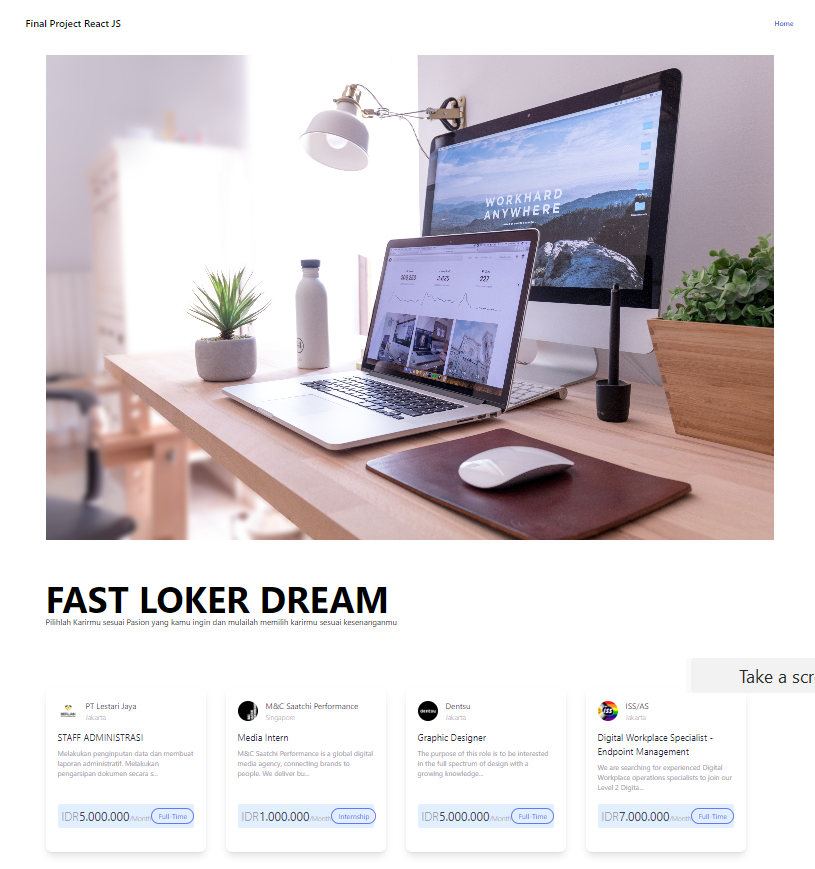 Final Project React JS
Home
WORKHARD
ANYWHERE
FAST LOKER DREAM
Pilihlah Karirmu sesuai Pasion yang kamu ingin dan mulailah memilih karirmu sesuai kesenanganmu
Take a scr
PT Lestari Jaya
Jakarta
STAFF ADMINISTRASI
Melakukan penginputan data dan membuat
laporan administratif. Melakukan
pengarsipan dokumen secara s...
IDR5.000.000/Month
Full-Time
M&C Saatchi Performance
Singapore
Media Intern
M&C Saatchi Performance is a global digital
media agency, connecting brands to
people. We deliver bu...
IDR1.000.000/Month
Internship
dentsu
Dentsu
Jakarta
Graphic Designer
The purpose of this role is to be interested
in the full spectrum of design with a
growing knowledge...
IDR5.000.000/Month
Full-Time
ISS
ISS/AS
Jakarta
Digital Workplace Specialist -
Endpoint Management
We are searching for experienced Digital
Workplace operations specialists to join our
Level 2 Digita...
IDR7.000.000/Month
Full-Time